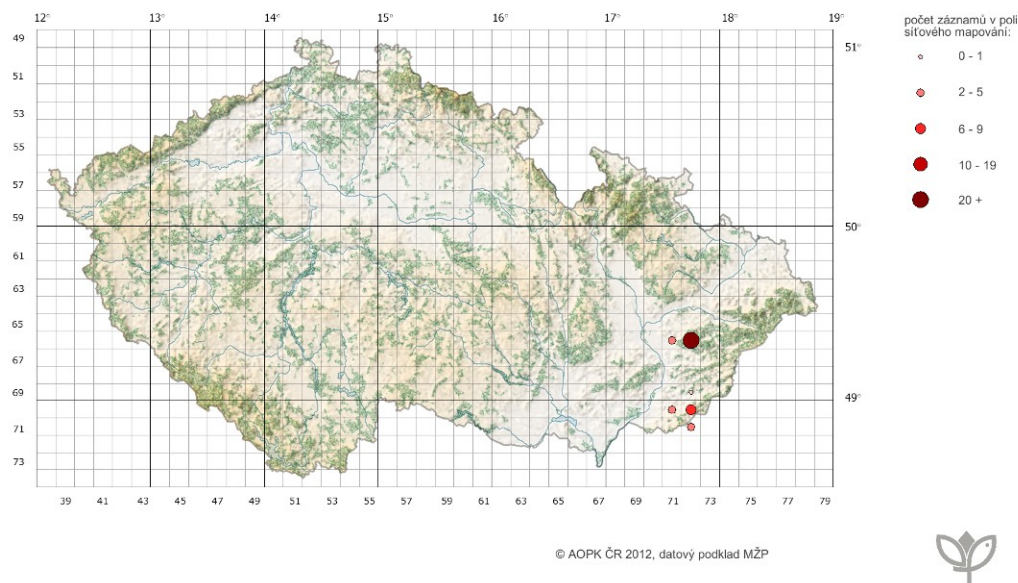 12° 13° 14° 15° 16° 17° 18° 19°
počet záznamů v poli
síťového mapování:
0 - 1
2 - 5
6 - 9
10 - 19
20 +
49
51
53
55
57
59
61
63
65
67
69
71
73
51°
50°
49°
39 41 43 45 47 49 51 53 55 57 59 61 63 65 67 69 71 73 75 77 79
© AOPK ČR 2012, datový podklad MŽP